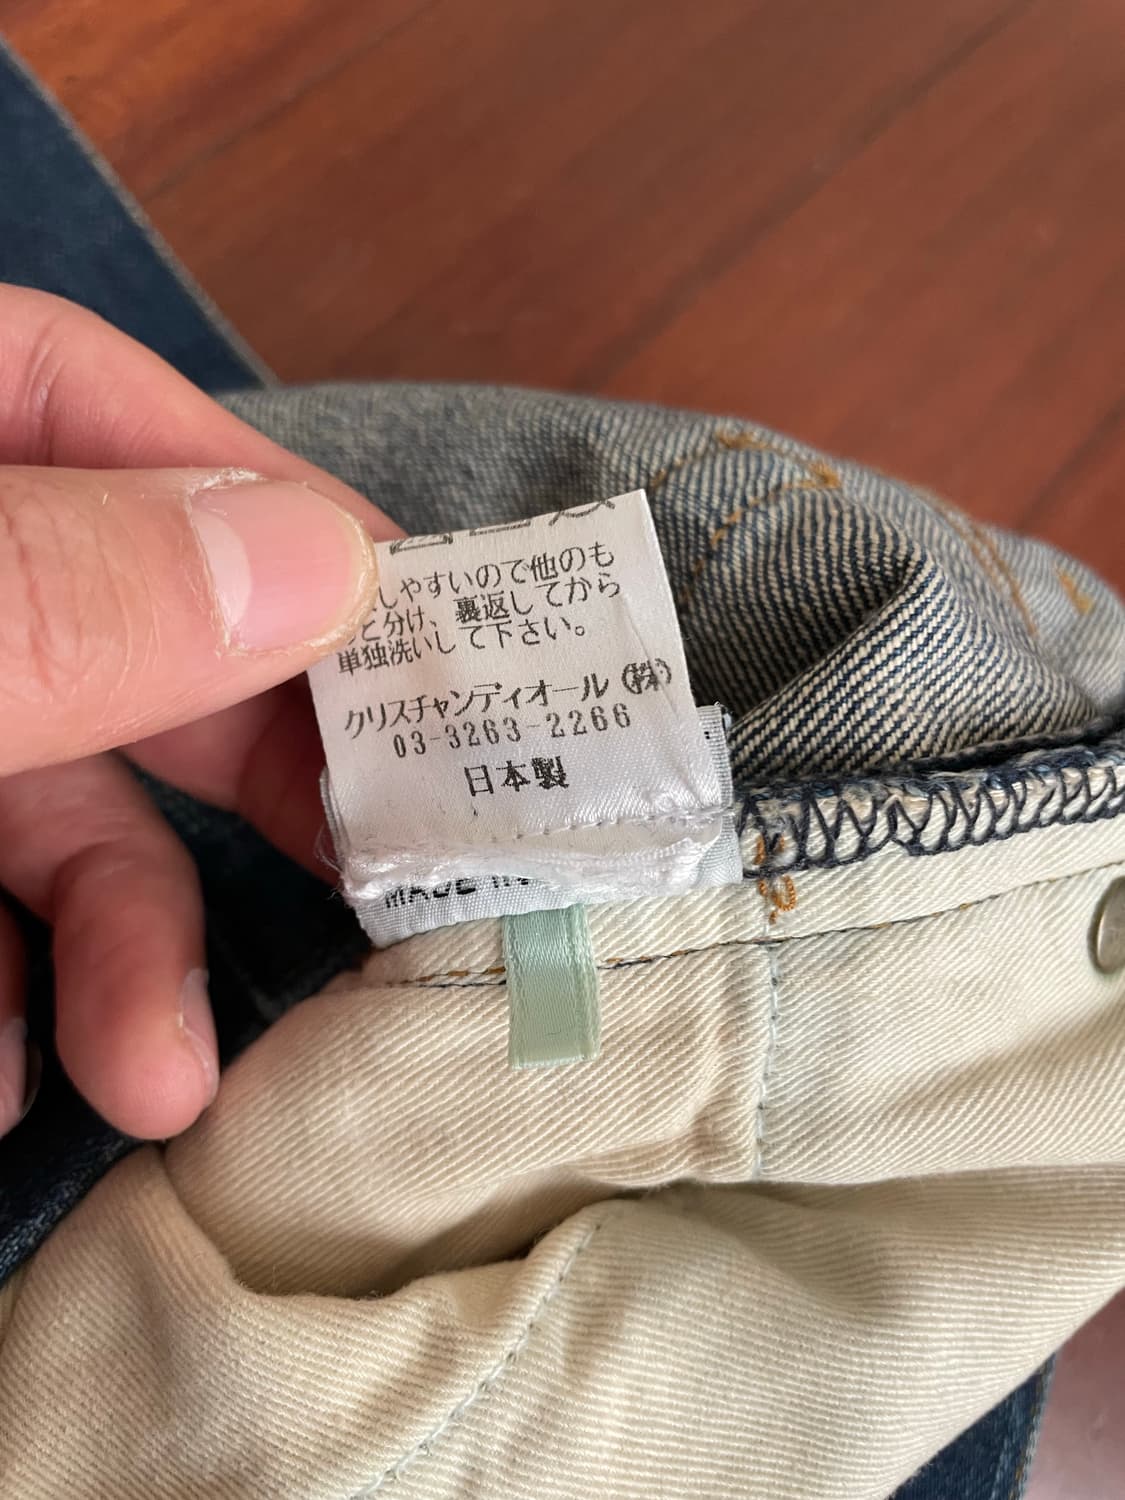 しやすいので他のも
と分け、裏返してから
単独洗いして下さい。
クリスチャンディオール㈱
03-3263-2266
日本製
MADE IN